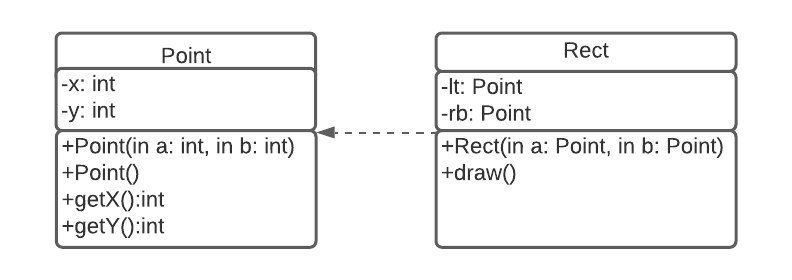 Point
-x: int
-y: int
+Point(in a: int, in b: int)
+Point()
+getX():int
+getY():int
Rect
-lt: Point
-rb: Point
+Rect(in a: Point, in b: Point)
+draw()